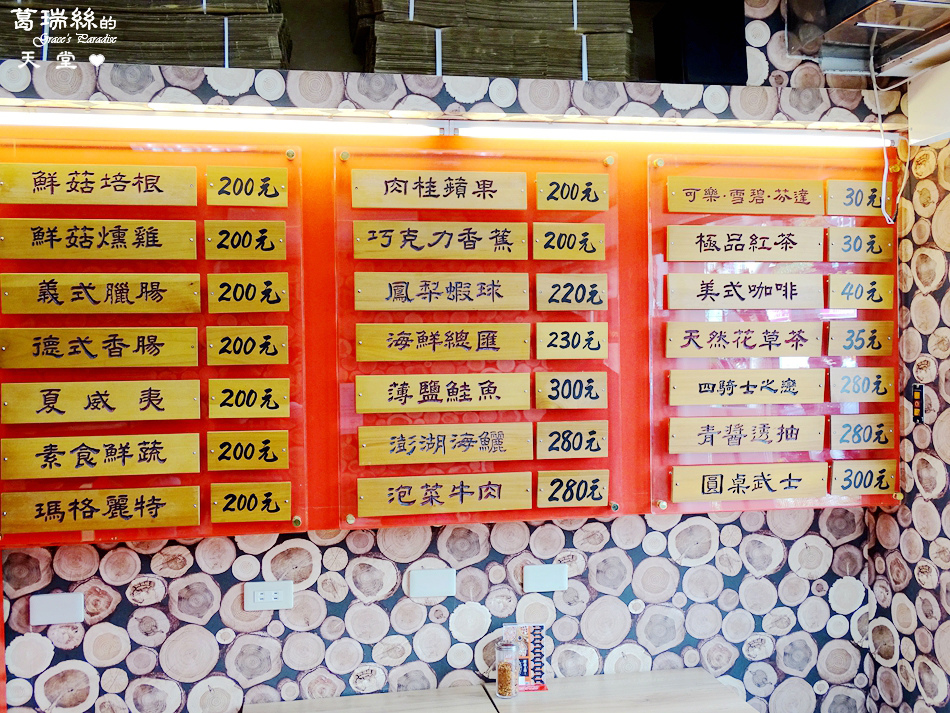 葛瑞絲的
Grace's Paradise
天堂
鮮菇培根 200元
鮮菇燻雞 200元
義式臘腸 200元
德式香腸 200元
夏威夷 200元
素食鮮蔬 200元
瑪格麗特 200元
肉桂蘋果 200元
巧克力香蕉 200元
鳳梨蝦球 220元
海鮮總匯 230元
薄鹽鮭魚 300元
澎湖海鱺 280元
泡菜牛肉 280元
可樂·雪碧·芬達 30元
極品紅茶 30元
美式咖啡 40元
天然花草茶 35元
四騎士之戀 280元
青醬透抽 280元
圓桌武士 300元